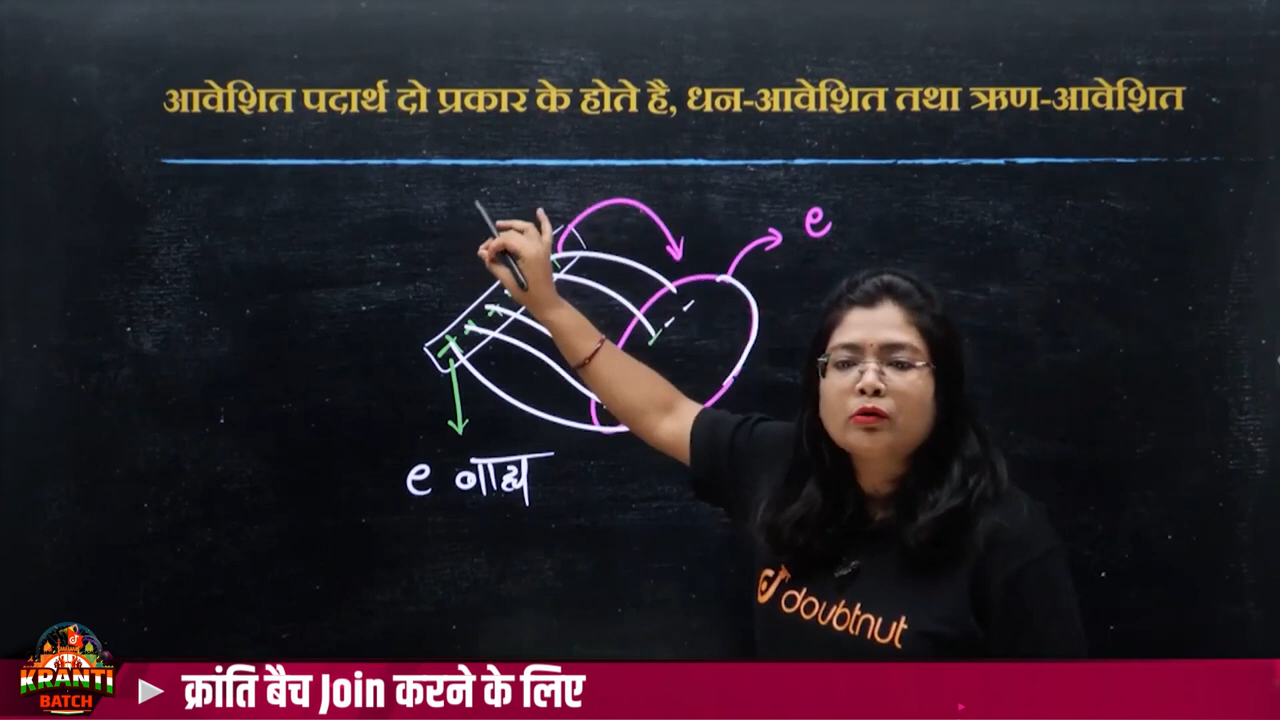 आवेशित पदार्थ दो प्रकार के होते है, धन-आवेशित तथा ऋण-आवेशित
e
e बाह्य
doubtnut
KRANTI
BATCH
क्रांति बैच Join करने के लिए